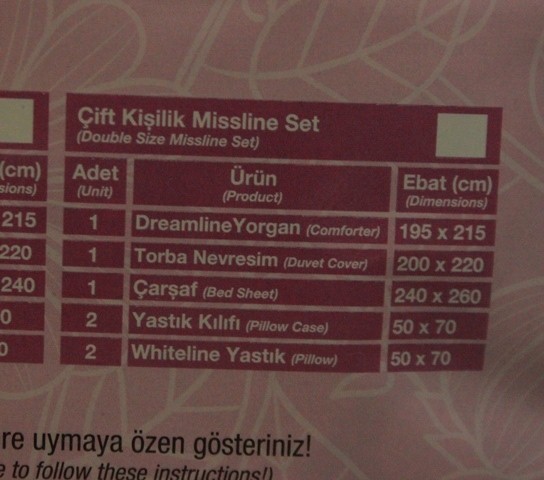 Çift Kişilik Missline Set
(Double Size Missline Set)
(cm)
sions)
215
220
240
0
0
Adet (Unit) Ürün (Product) Ebat (cm) (Dimensions)
1 DreamlineYorgan (Comforter) 195 x 215
1 Torba Nevresim (Duvet Cover) 200 x 220
1 Çarşaf (Bed Sheet) 240 x 260
2 Yastık Kılıfı (Pillow Case) 50 x 70
2 Whiteline Yastık (Pillow) 50 x 70
re uymaya özen gösteriniz!
e to follow these instructions!)